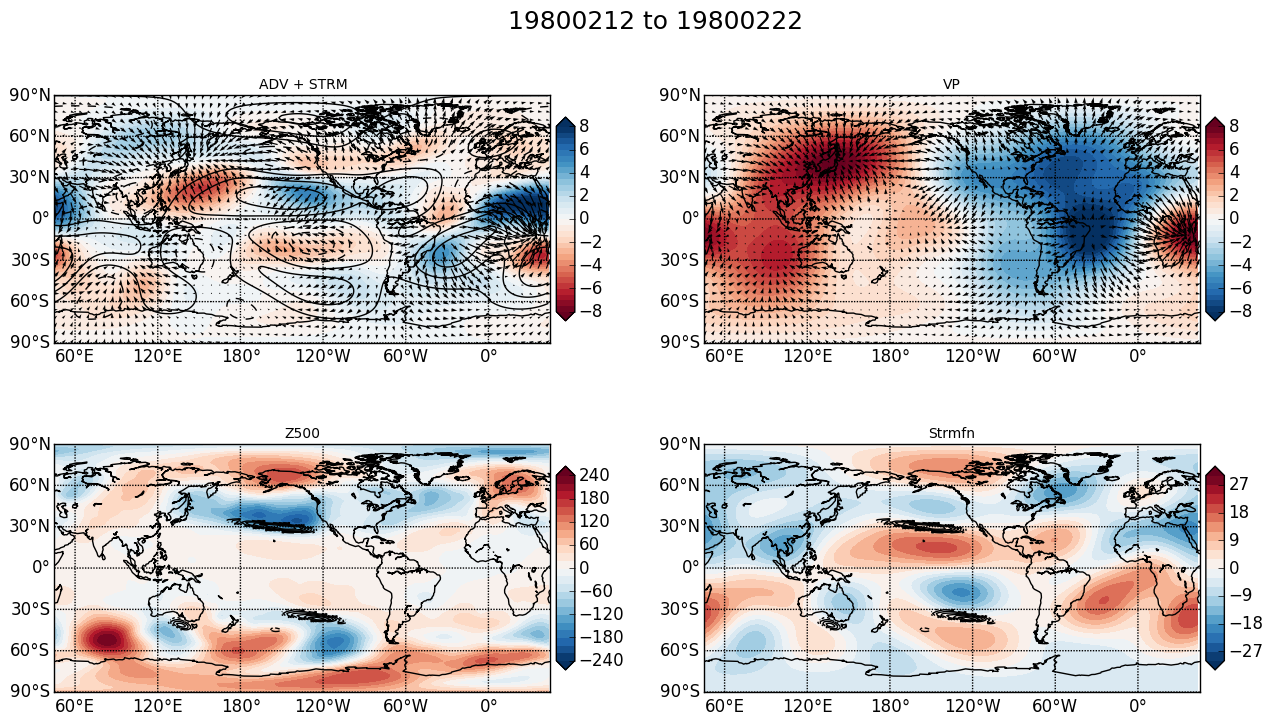 19800212 to 19800222
ADV + STRM
90°N
60°N
30°N
0°
30°S
60°S
90°S
60°E 120°E 180° 120°W 60°W 0°
8
6
4
2
0
−2
−4
−6
−8
VP
90°N
60°N
30°N
0°
30°S
60°S
90°S
60°E 120°E 180° 120°W 60°W 0°
8
6
4
2
0
−2
−4
−6
−8
Z500
90°N
60°N
30°N
0°
30°S
60°S
90°S
60°E 120°E 180° 120°W 60°W 0°
240
180
120
60
0
−60
−120
−180
−240
Strmfn
90°N
60°N
30°N
0°
30°S
60°S
90°S
60°E 120°E 180° 120°W 60°W 0°
27
18
9
0
−9
−18
−27